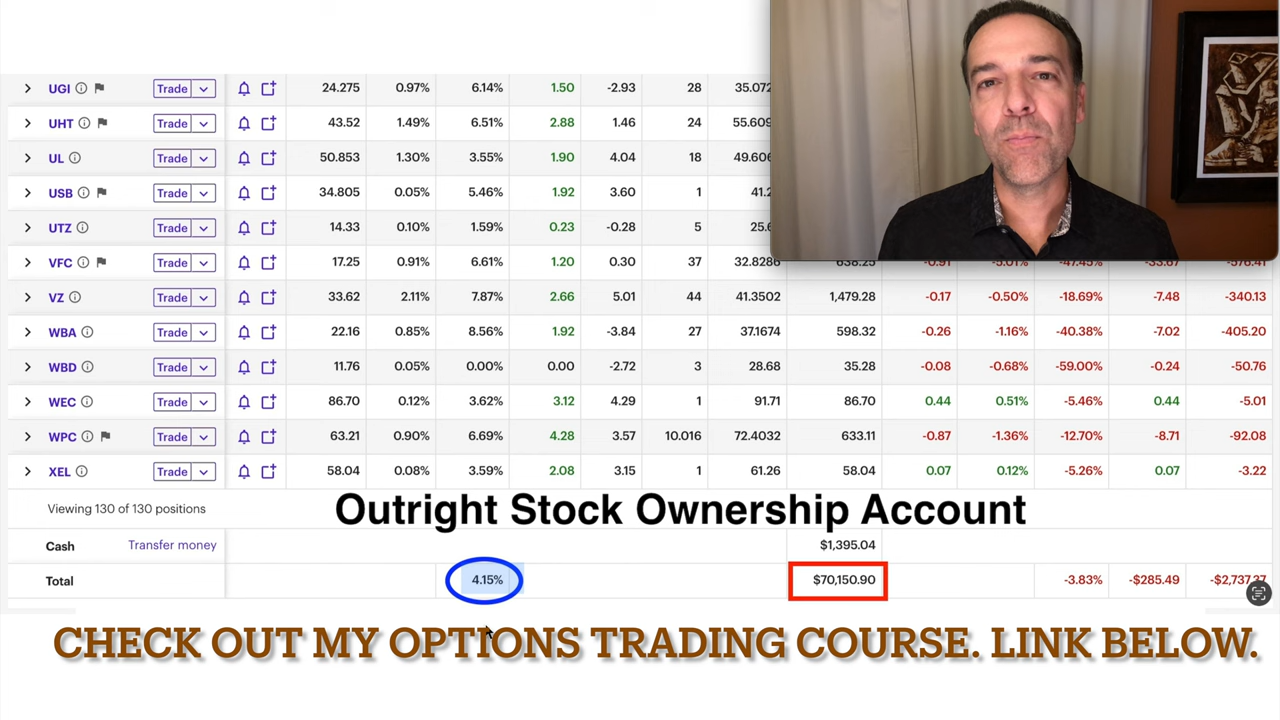 UGI Trade 24.275 0.97% 6.14% 1.50 -2.93 28 35.072
UHT Trade 43.52 1.49% 6.51% 2.88 1.46 24 55.609
UL Trade 50.853 1.30% 3.55% 1.90 4.04 18 49.606
USB Trade 34.805 0.05% 5.46% 1.92 3.60 1 41.2
UTZ Trade 14.33 0.10% 1.59% 0.23 -0.28 5 25.6
VFC Trade 17.25 0.91% 6.61% 1.20 0.30 37 32.8286 638.25 -0.91 -5.01% -47.45% -33.67 -576.41
VZ Trade 33.62 2.11% 7.87% 2.66 5.01 44 41.3502 1,479.28 -0.17 -0.50% -18.69% -7.48 -340.13
WBA Trade 22.16 0.85% 8.56% 1.92 -3.84 27 37.1674 598.32 -0.26 -1.16% -40.38% -7.02 -405.20
WBD Trade 11.76 0.05% 0.00% 0.00 -2.72 3 28.68 35.28 -0.08 -0.68% -59.00% -0.24 -50.76
WEC Trade 86.70 0.12% 3.62% 3.12 4.29 1 91.71 86.70 0.44 0.51% -5.46% 0.44 -5.01
WPC Trade 63.21 0.90% 6.69% 4.28 3.57 10.016 72.4032 633.11 -0.87 -1.36% -12.70% -8.71 -92.08
XEL Trade 58.04 0.08% 3.59% 2.08 3.15 1 61.26 58.04 0.07 0.12% -5.26% 0.07 -3.22
Viewing 130 of 130 positions
Outright Stock Ownership Account
Cash Transfer money $1,395.04
Total 4.15% $70,150.90 -3.83% -$285.49 -$2,737.37
CHECK OUT MY OPTIONS TRADING COURSE. LINK BELOW.